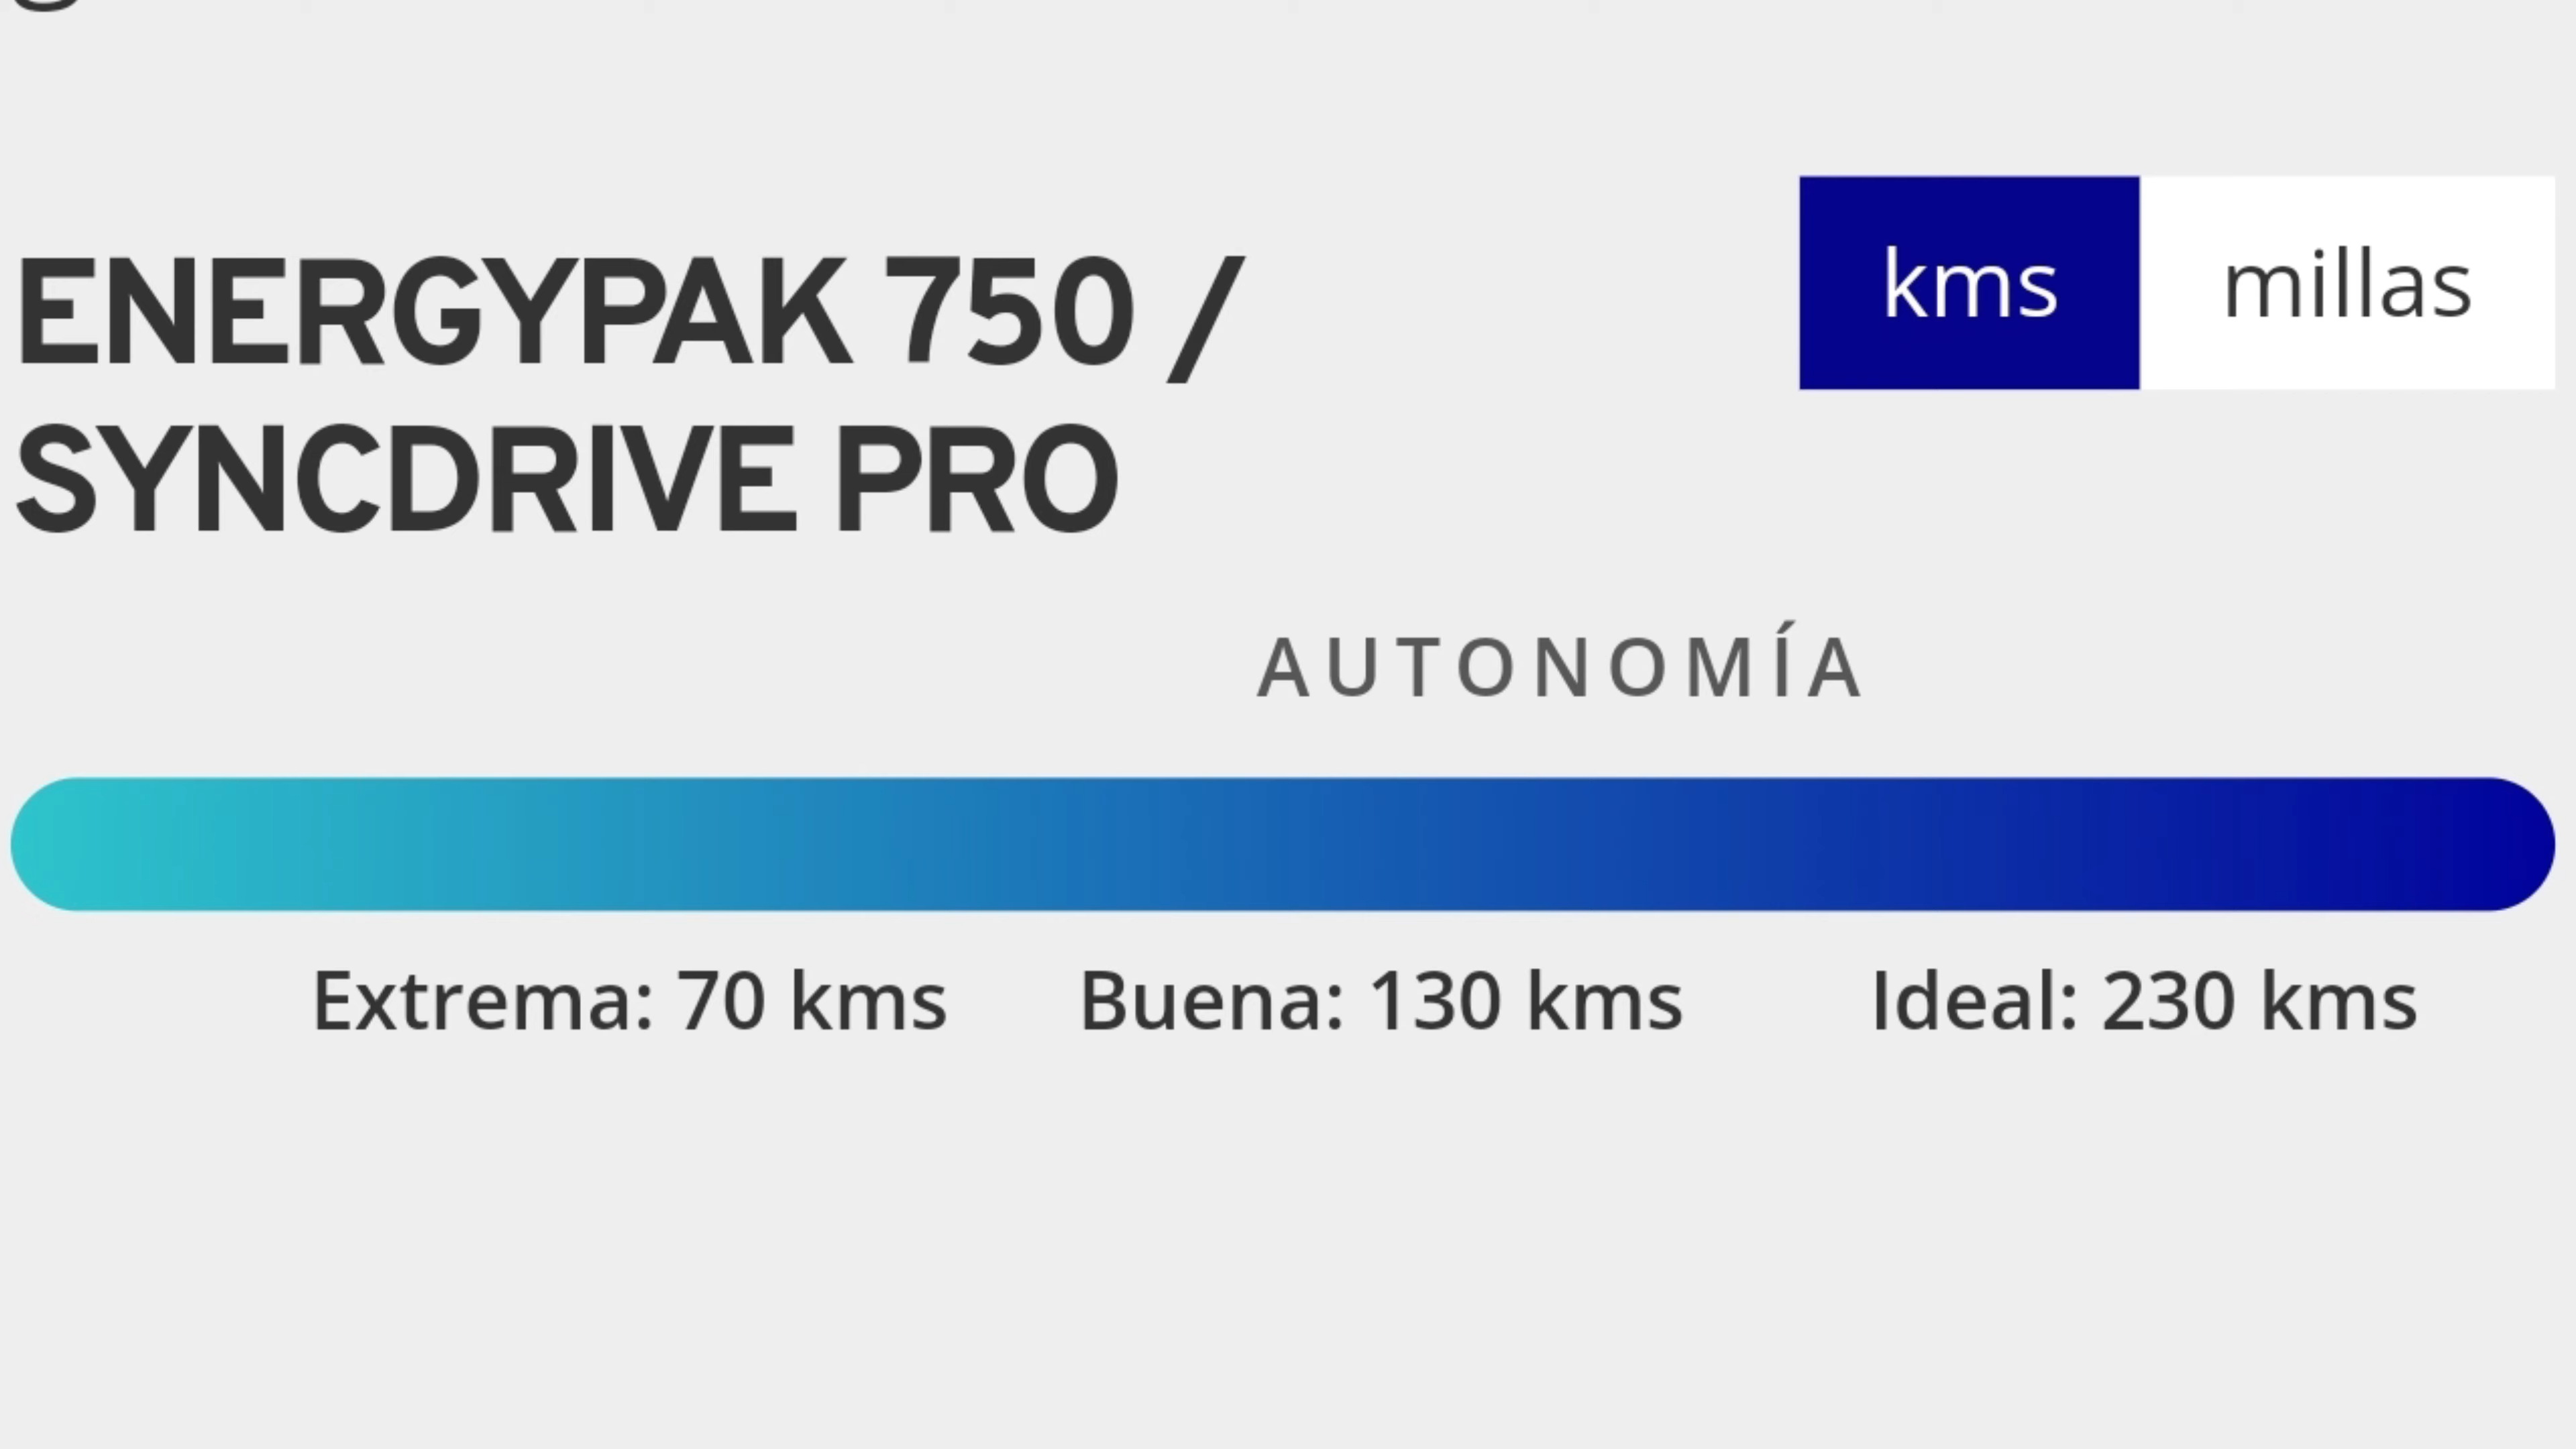 ENERGYPAK 750 /
SYNCDRIVE PRO
kms millas
AUTONOMÍA
Extrema: 70 kms Buena: 130 kms Ideal: 230 kms